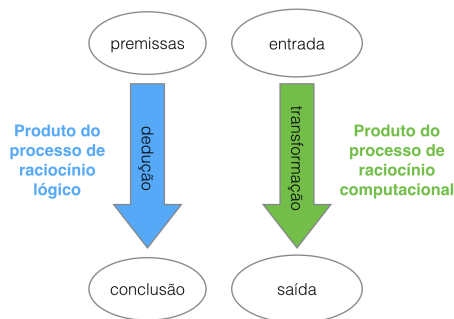 premissas
entrada
Produto do
processo de
raciocínio
lógico
dedução
transformação
Produto do
processo de
raciocínio
computacional
conclusão
saída